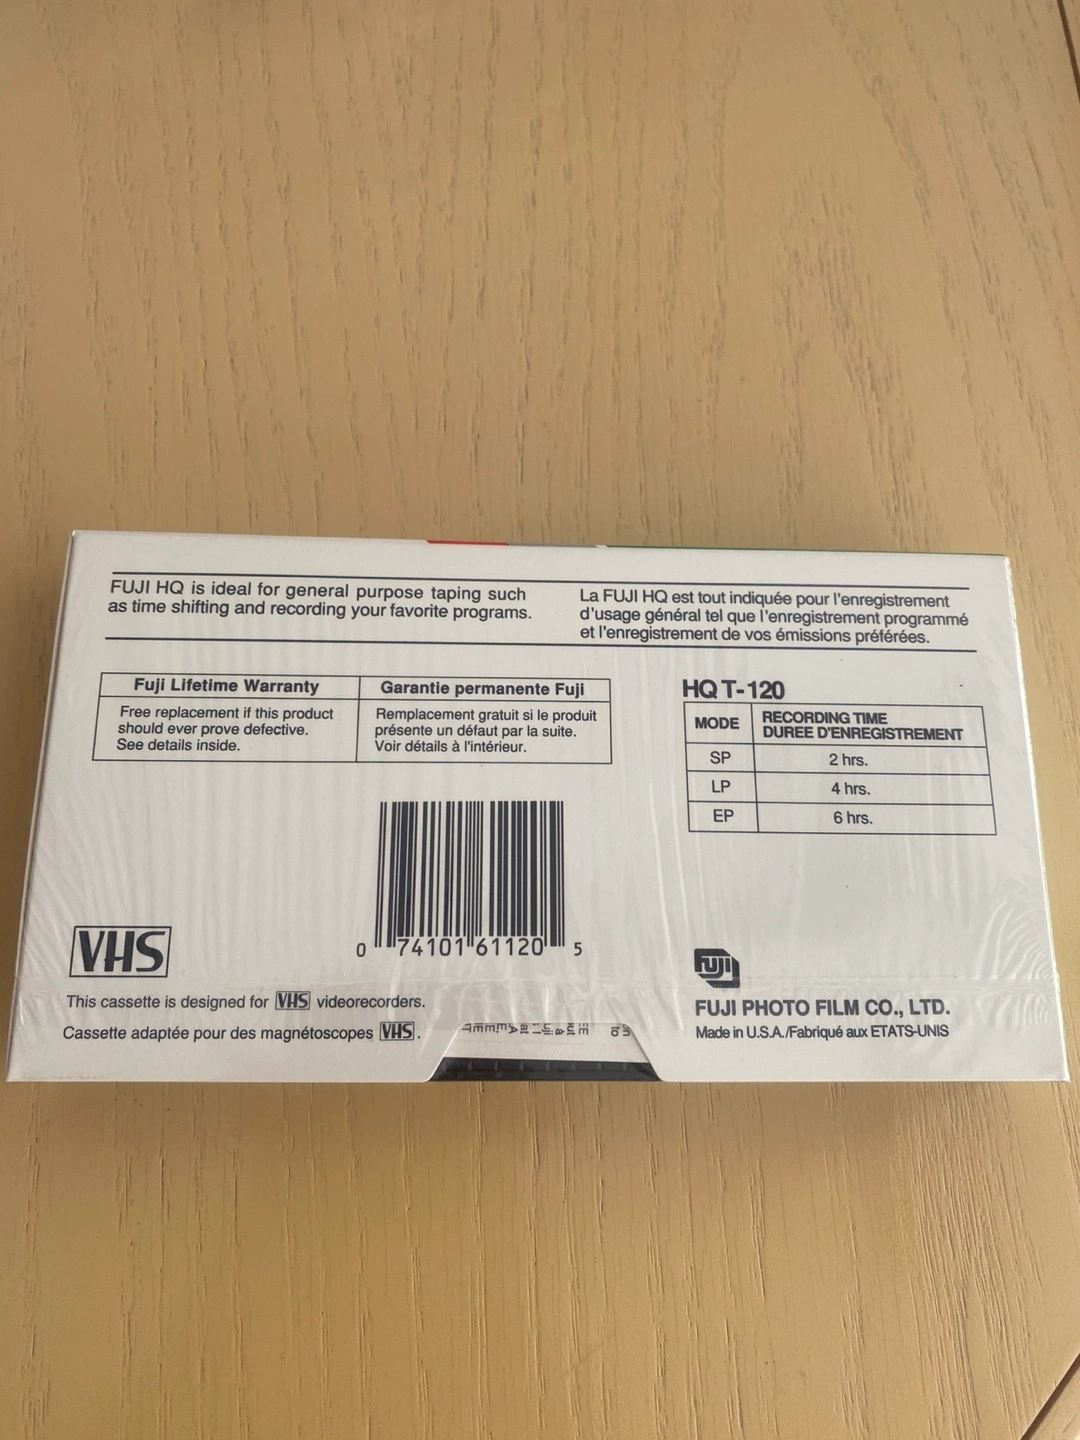 FUJI HQ is ideal for general purpose taping such
as time shifting and recording your favorite programs.
La FUJI HQ est tout indiquée pour l'enregistrement
d'usage général tel que l'enregistrement programmé
et l'enregistrement de vos émissions préférées.
Fuji Lifetime Warranty
Free replacement if this product
should ever prove defective.
See details inside.
Garantie permanente Fuji
Remplacement gratuit si le produit
présente un défaut par la suite.
Voir détails à l'intérieur.
HQ T-120
MODE RECORDING TIME
DUREE D'ENREGISTREMENT
SP 2 hrs.
LP 4 hrs.
EP 6 hrs.
0 74101 61120 5
VHS
This cassette is designed for VHS videorecorders.
Cassette adaptée pour des magnétoscopes VHS.
FUJI
FUJI PHOTO FILM CO., LTD.
Made in U.S.A./Fabriqué aux ETATS-UNIS